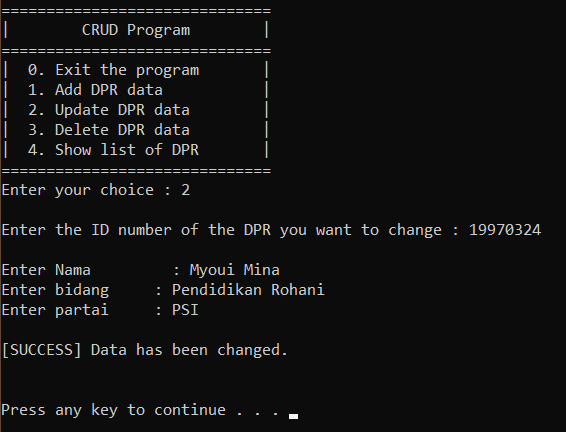 ==============================
|        CRUD Program        |
==============================
|  0. Exit the program       |
|  1. Add DPR data           |
|  2. Update DPR data        |
|  3. Delete DPR data        |
|  4. Show list of DPR       |
==============================
Enter your choice : 2
Enter the ID number of the DPR you want to change : 19970324
Enter Nama         : Myoui Mina
Enter bidang     : Pendidikan Rohani
Enter partai     : PSI
[SUCCESS] Data has been changed.
Press any key to continue . . .